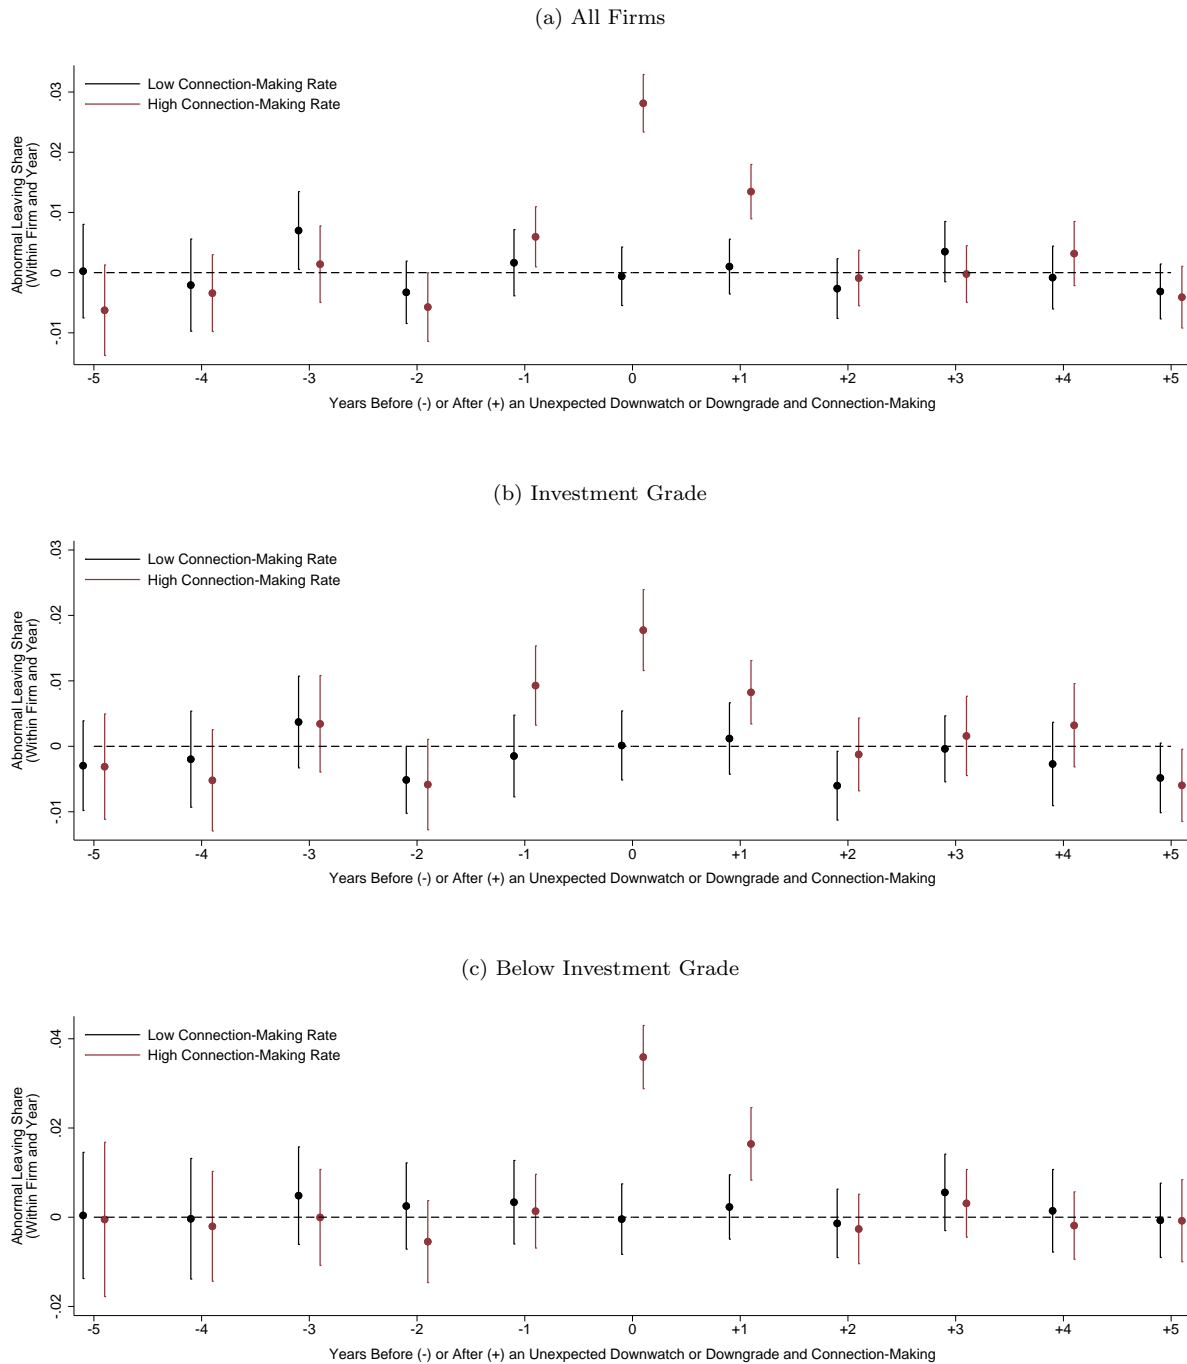 (a) All Firms
Low Connection-Making Rate
High Connection-Making Rate
Abnormal Leaving Share
(Within Firm and Year)
.03
.02
.01
0
-.01
-5 -4 -3 -2 -1 0 +1 +2 +3 +4 +5
Years Before (-) or After (+) an Unexpected Downwatch or Downgrade and Connection-Making
(b) Investment Grade
Low Connection-Making Rate
High Connection-Making Rate
Abnormal Leaving Share
(Within Firm and Year)
.03
.02
.01
0
-.01
-5 -4 -3 -2 -1 0 +1 +2 +3 +4 +5
Years Before (-) or After (+) an Unexpected Downwatch or Downgrade and Connection-Making
(c) Below Investment Grade
Low Connection-Making Rate
High Connection-Making Rate
Abnormal Leaving Share
(Within Firm and Year)
.04
.02
0
-.02
-5 -4 -3 -2 -1 0 +1 +2 +3 +4 +5
Years Before (-) or After (+) an Unexpected Downwatch or Downgrade and Connection-Making